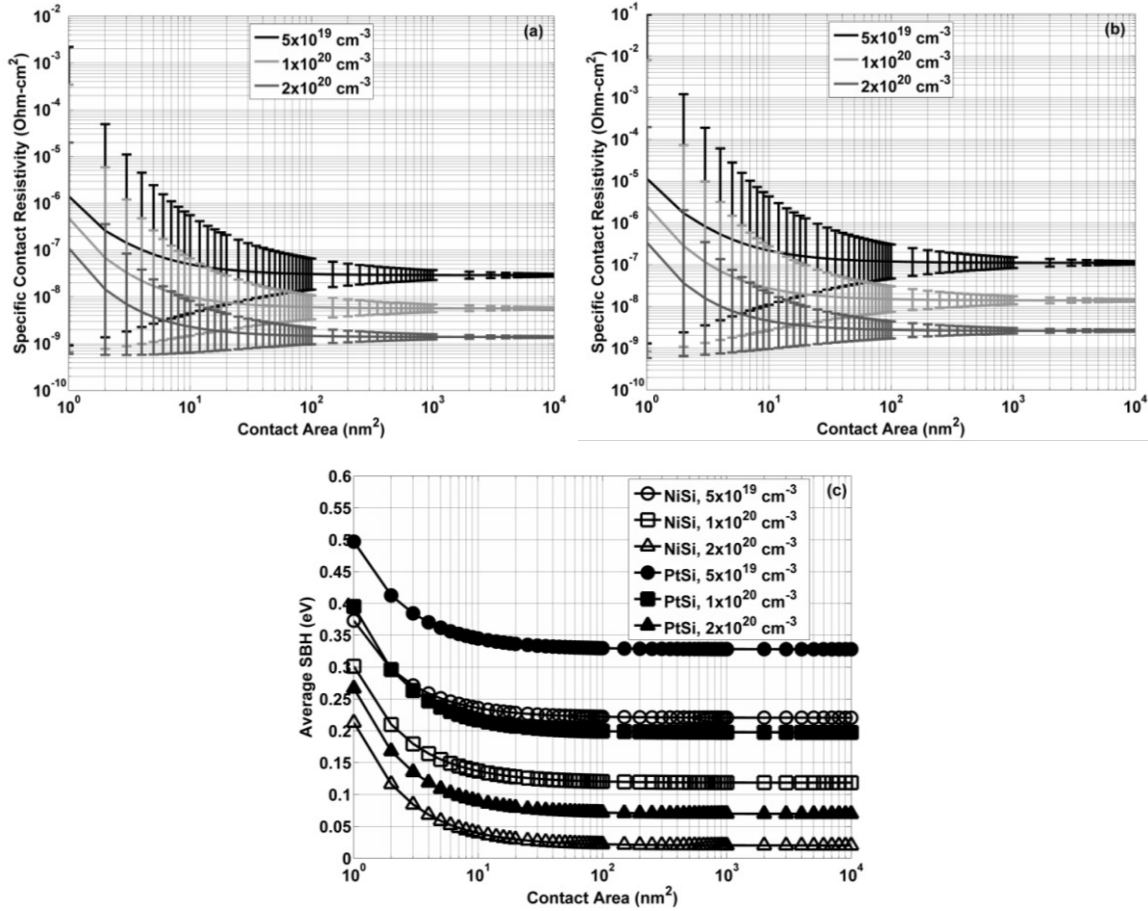 (a)
5x10^19 cm^-3
1x10^20 cm^-3
2x10^20 cm^-3
Specific Contact Resistivity (Ohm-cm^2)
10^-2
10^-3
10^-4
10^-5
10^-6
10^-7
10^-8
10^-9
10^-10
10^0 10^1 10^2 10^3 10^4
Contact Area (nm^2)
(b)
5x10^19 cm^-3
1x10^20 cm^-3
2x10^20 cm^-3
Specific Contact Resistivity (Ohm-cm^2)
10^-1
10^-2
10^-3
10^-4
10^-5
10^-6
10^-7
10^-8
10^-9
10^-10
10^0 10^1 10^2 10^3 10^4
Contact Area (nm^2)
(c)
NiSi, 5x10^19 cm^-3
NiSi, 1x10^20 cm^-3
NiSi, 2x10^20 cm^-3
PtSi, 5x10^19 cm^-3
PtSi, 1x10^20 cm^-3
PtSi, 2x10^20 cm^-3
Average SBH (eV)
0.6
0.55
0.5
0.45
0.4
0.35
0.3
0.25
0.2
0.15
0.1
0.05
0
10^0 10^1 10^2 10^3 10^4
Contact Area (nm^2)